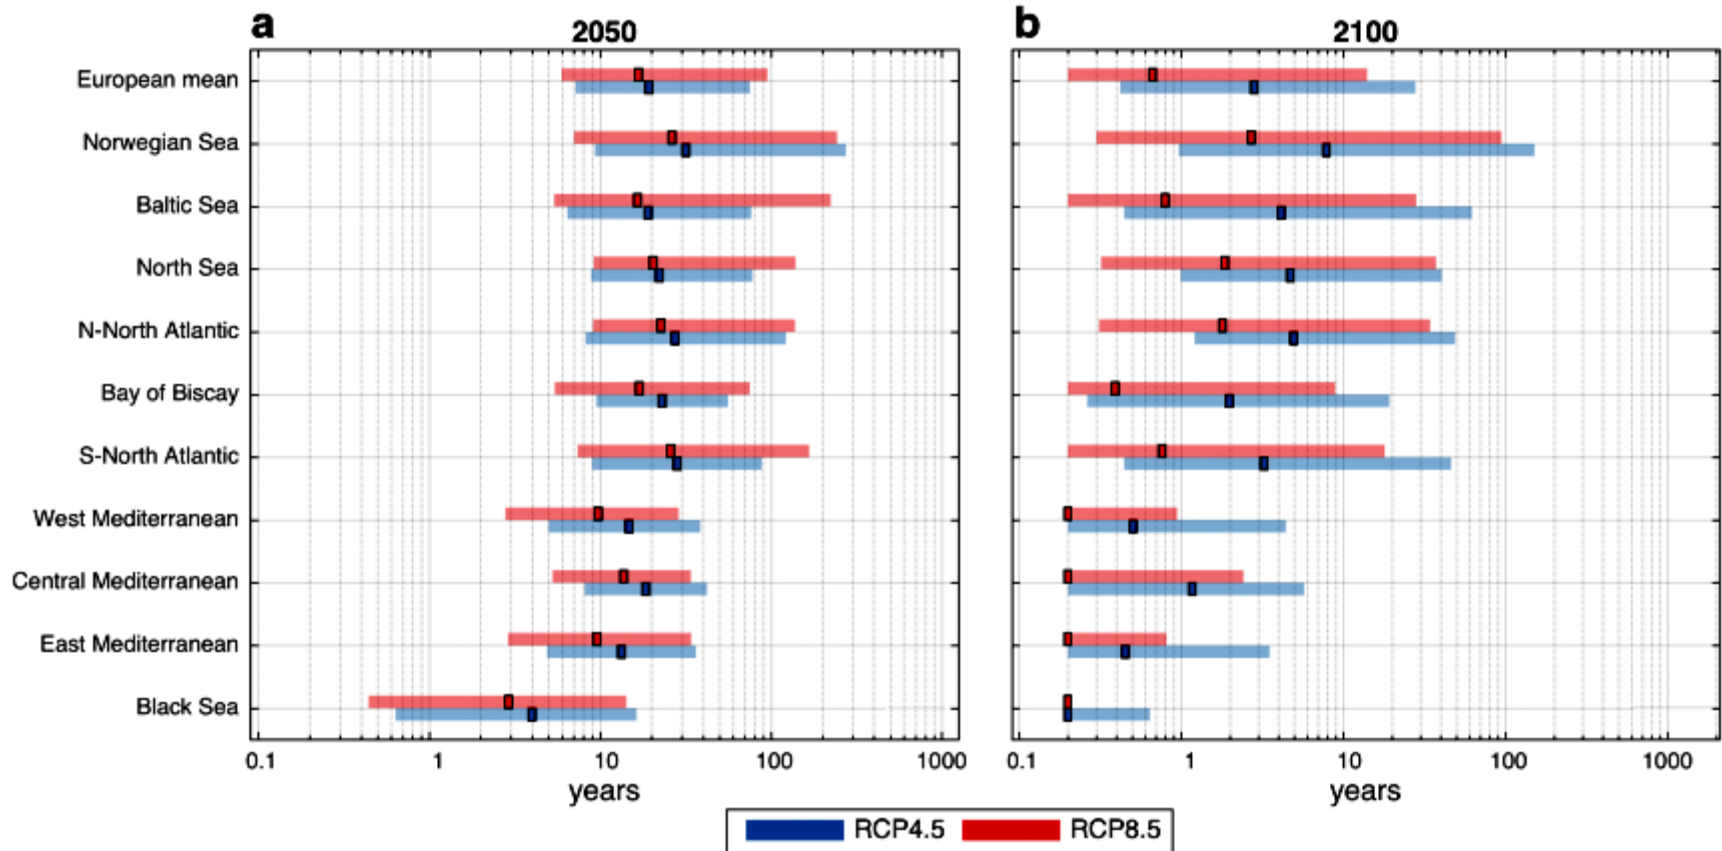 a
2050
b
2100
European mean
Norwegian Sea
Baltic Sea
North Sea
N-North Atlantic
Bay of Biscay
S-North Atlantic
West Mediterranean
Central Mediterranean
East Mediterranean
Black Sea
0.1 1 10 100 1000
0.1 1 10 100 1000
years
years
RCP4.5 RCP8.5